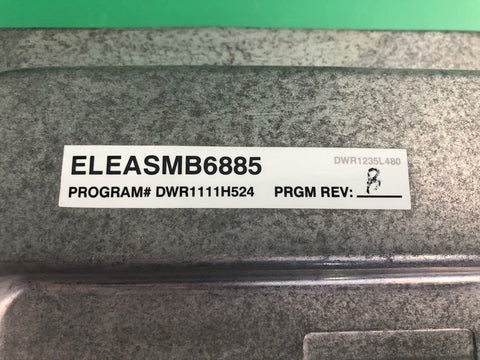 DWR1235L480
ELEASMB6885
PROGRAM# DWR1111H524 PRGM REV: 8